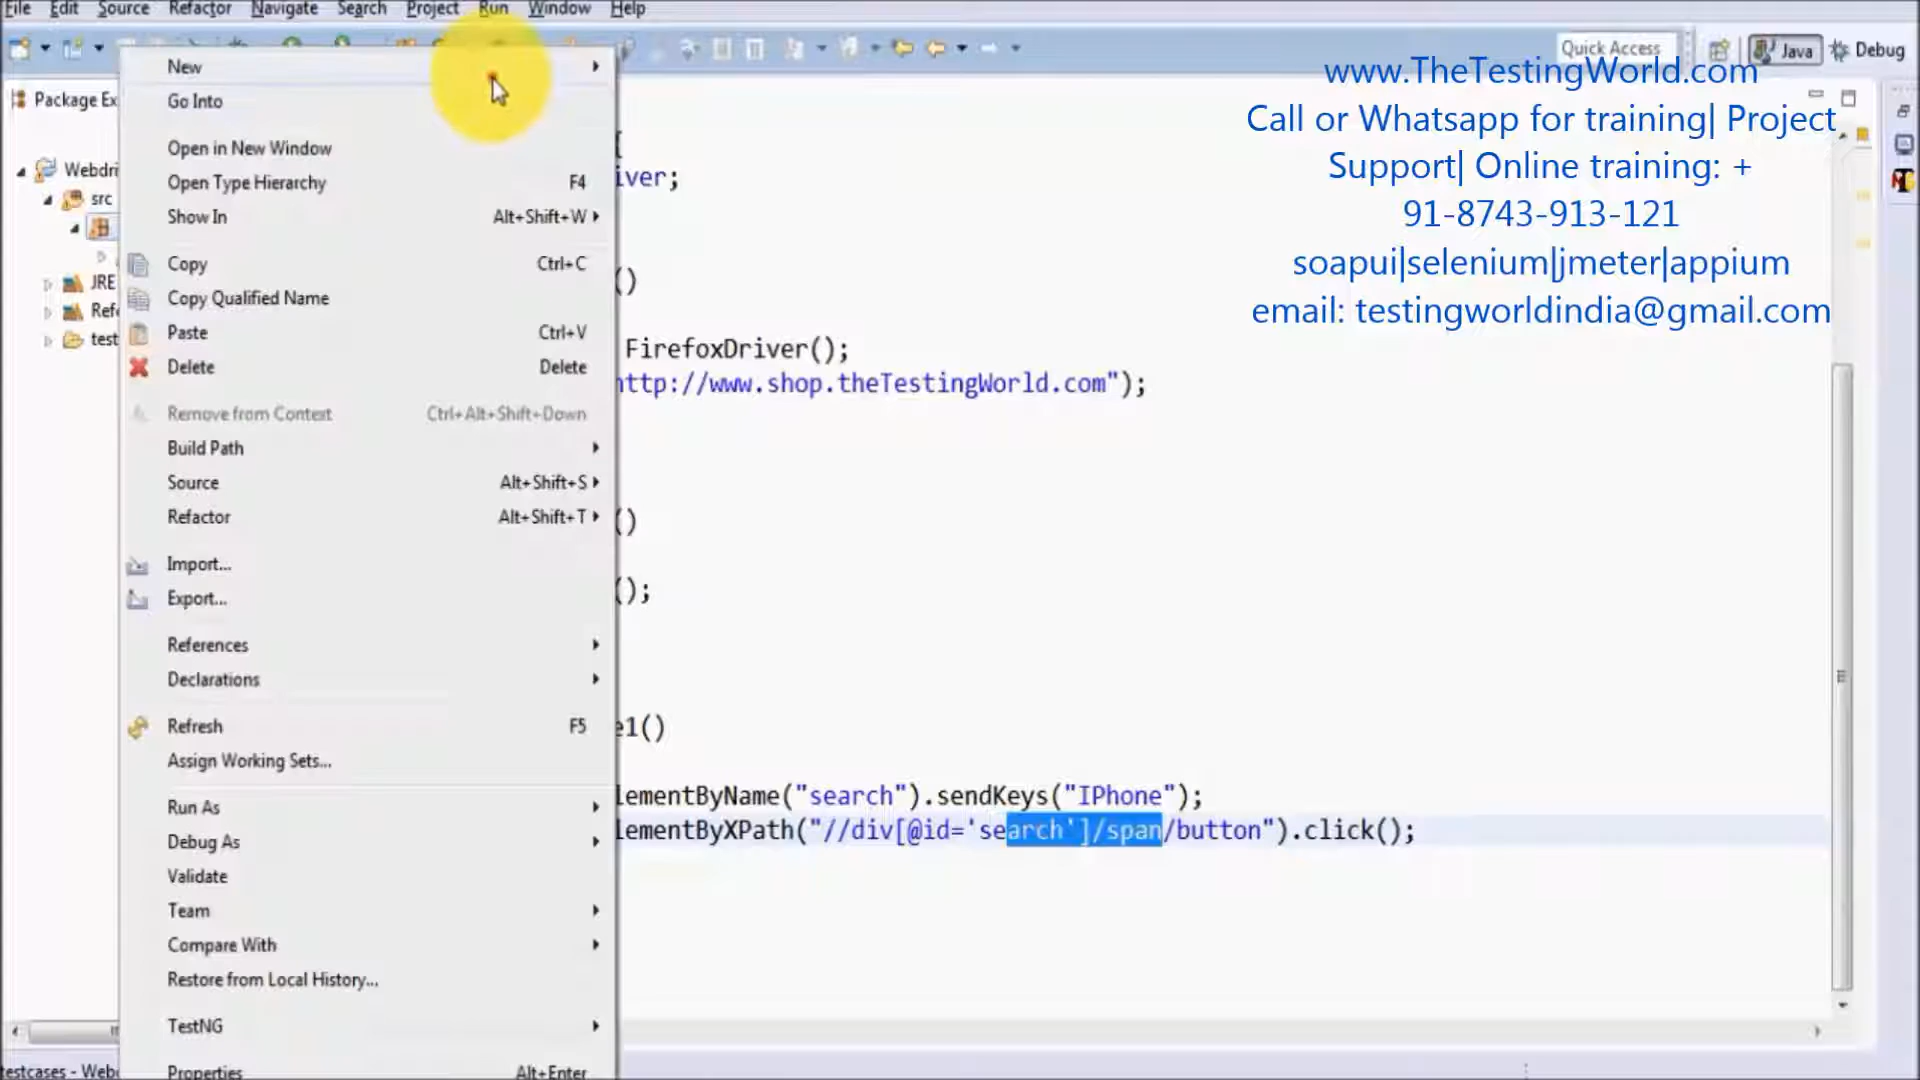 File Edit Source Refactor Navigate Search Project Run Window Help
Quick Access
Java
Debug
Package Ex
Webdri
src
JRE
Refe
test
New
Go Into
Open in New Window
Open Type Hierarchy F4
Show In Alt+Shift+W
Copy Ctrl+C
Copy Qualified Name
Paste Ctrl+V
Delete Delete
Remove from Context Ctrl+Alt+Shift+Down
Build Path
Source Alt+Shift+S
Refactor Alt+Shift+T
Import...
Export...
References
Declarations
Refresh F5
Assign Working Sets...
Run As
Debug As
Validate
Team
Compare With
Restore from Local History...
TestNG
Properties Alt+Enter
{
iver;
()
FirefoxDriver();
http://www.shop.theTestingWorld.com");
()
();
e1()
lementByName("search").sendKeys("IPhone");
lementByXPath("//div[@id='search']/span/button").click();
www.TheTestingWorld.com
Call or Whatsapp for training| Project
Support| Online training: +
91-8743-913-121
soapui|selenium|jmeter|appium
email: testingworldindia@gmail.com
testcases - Webd